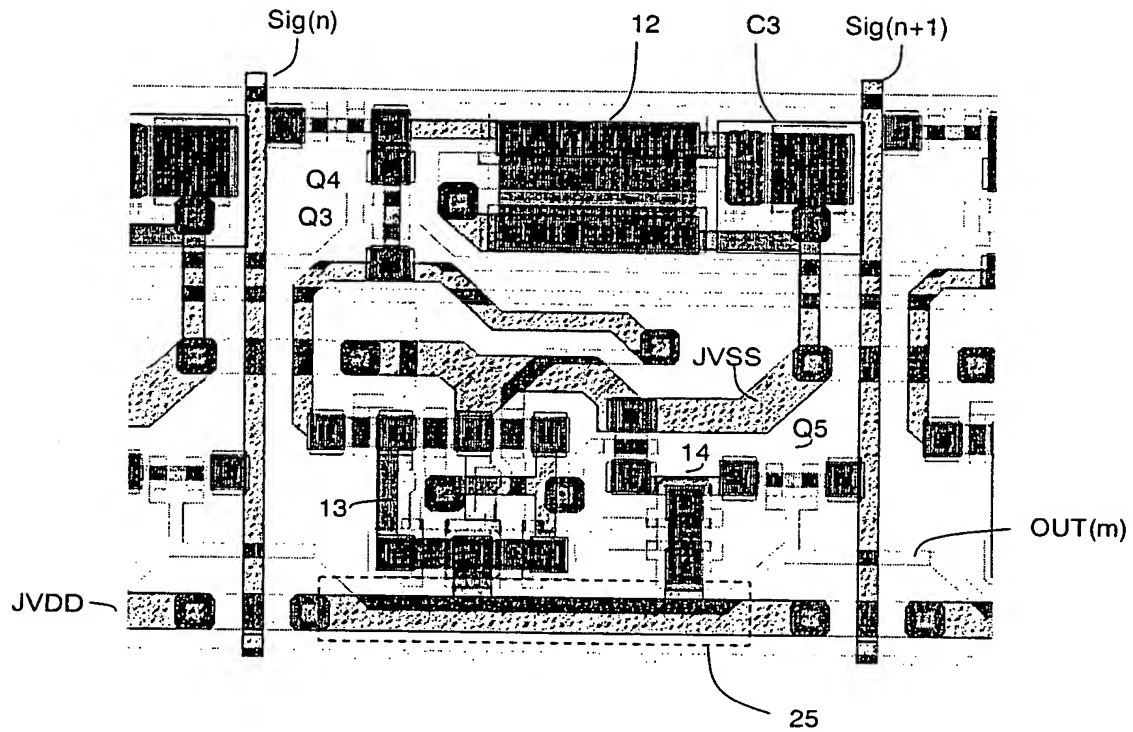 Sig(n)
12
C3
Sig(n+1)
Q4
Q3
JVSS
Q5
14
13
OUT(m)
JVDD
25